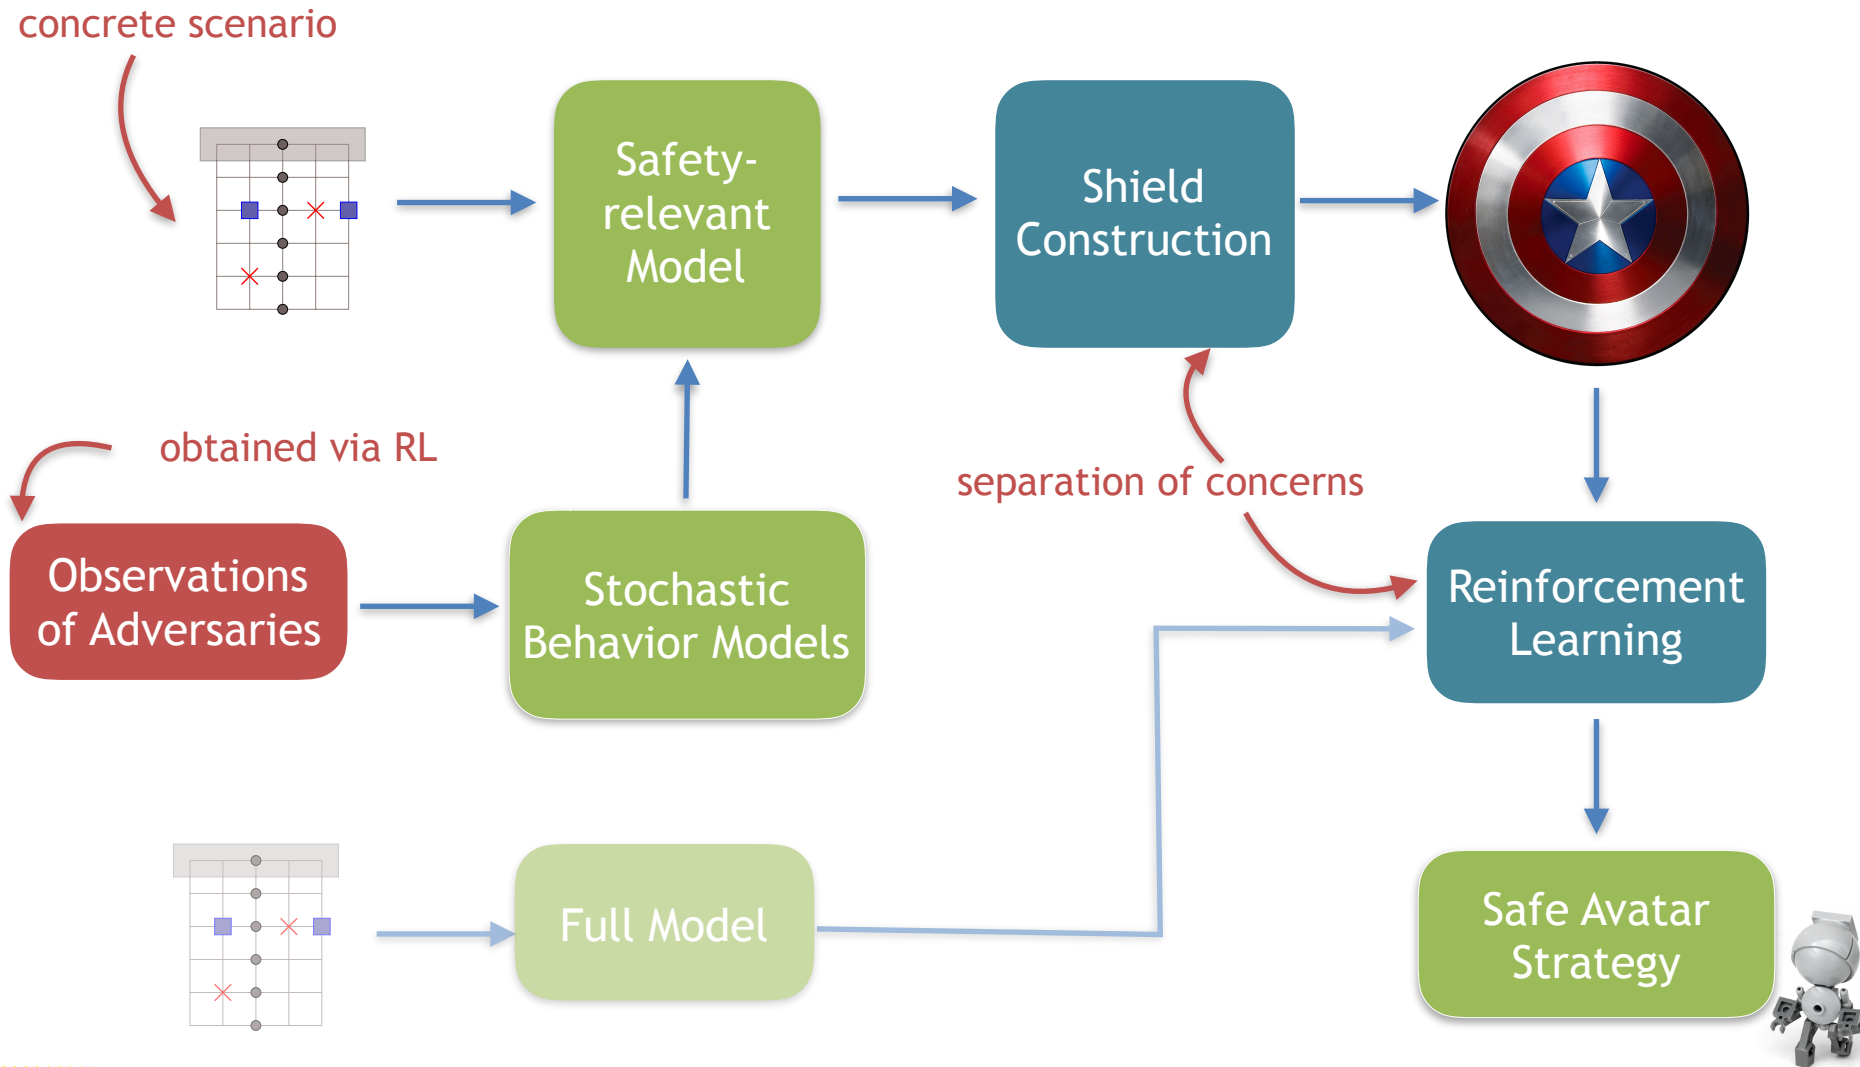 concrete scenario
Safety-
relevant
Model
Shield
Construction
obtained via RL
separation of concerns
Observations
of Adversaries
Stochastic
Behavior Models
Reinforcement
Learning
Full Model
Safe Avatar
Strategy